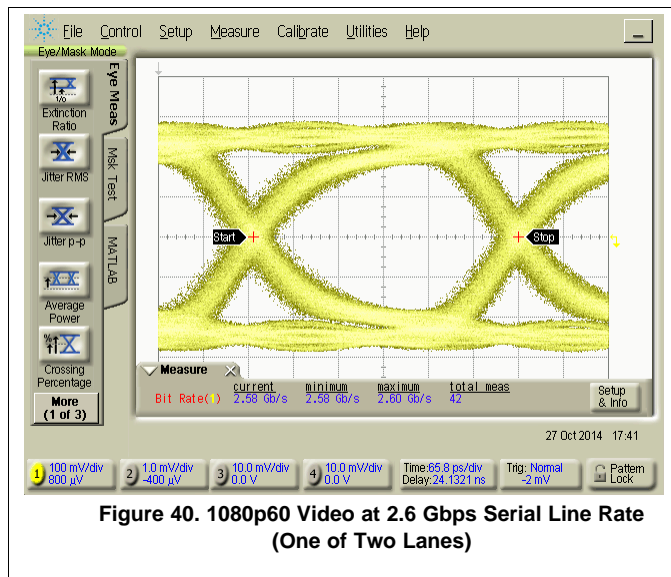 File Control Setup Measure Calibrate Utilities Help
Eye/Mask Mode
1/0
Extinction
Ratio
Jitter RMS
Jitter p-p
Average
Power
%
Crossing
Percentage
More
(1 of 3)
Eye Meas
Msk Test
MATLAB
Start
Stop
1
Measure
current minimum maximum total meas
Bit Rate(1) 2.58 Gb/s 2.58 Gb/s 2.60 Gb/s 42
Setup
& Info
27 Oct 2014 17:41
1 100 mV/div
800 µV
2 1.0 mV/div
-400 µV
3 10.0 mV/div
0.0 V
4 10.0 mV/div
0.0 V
Time:65.8 ps/div
Delay:24.1321 ns
Trig: Normal
-2 mV
Pattern
Lock
Figure 40. 1080p60 Video at 2.6 Gbps Serial Line Rate
(One of Two Lanes)